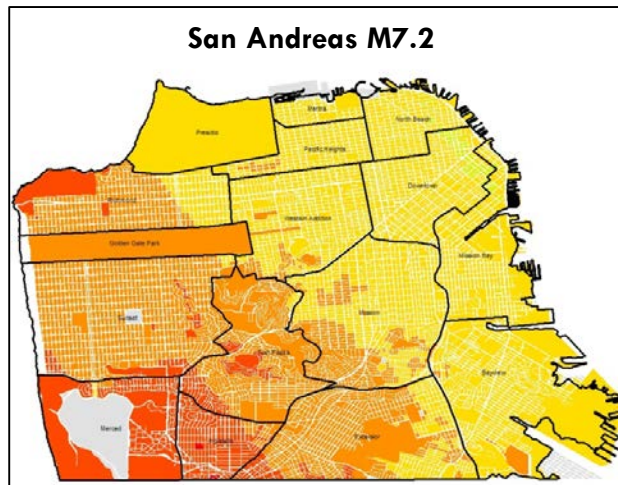 San Andreas M7.2
Marina
North Beach
Presidio
Pacific Heights
Downtown
Richmond
Western Addition
Golden Gate Park
Mission Bay
Sunset
Mission
Twin Peaks
Bayview
Merced
Ingleside
Excelsior